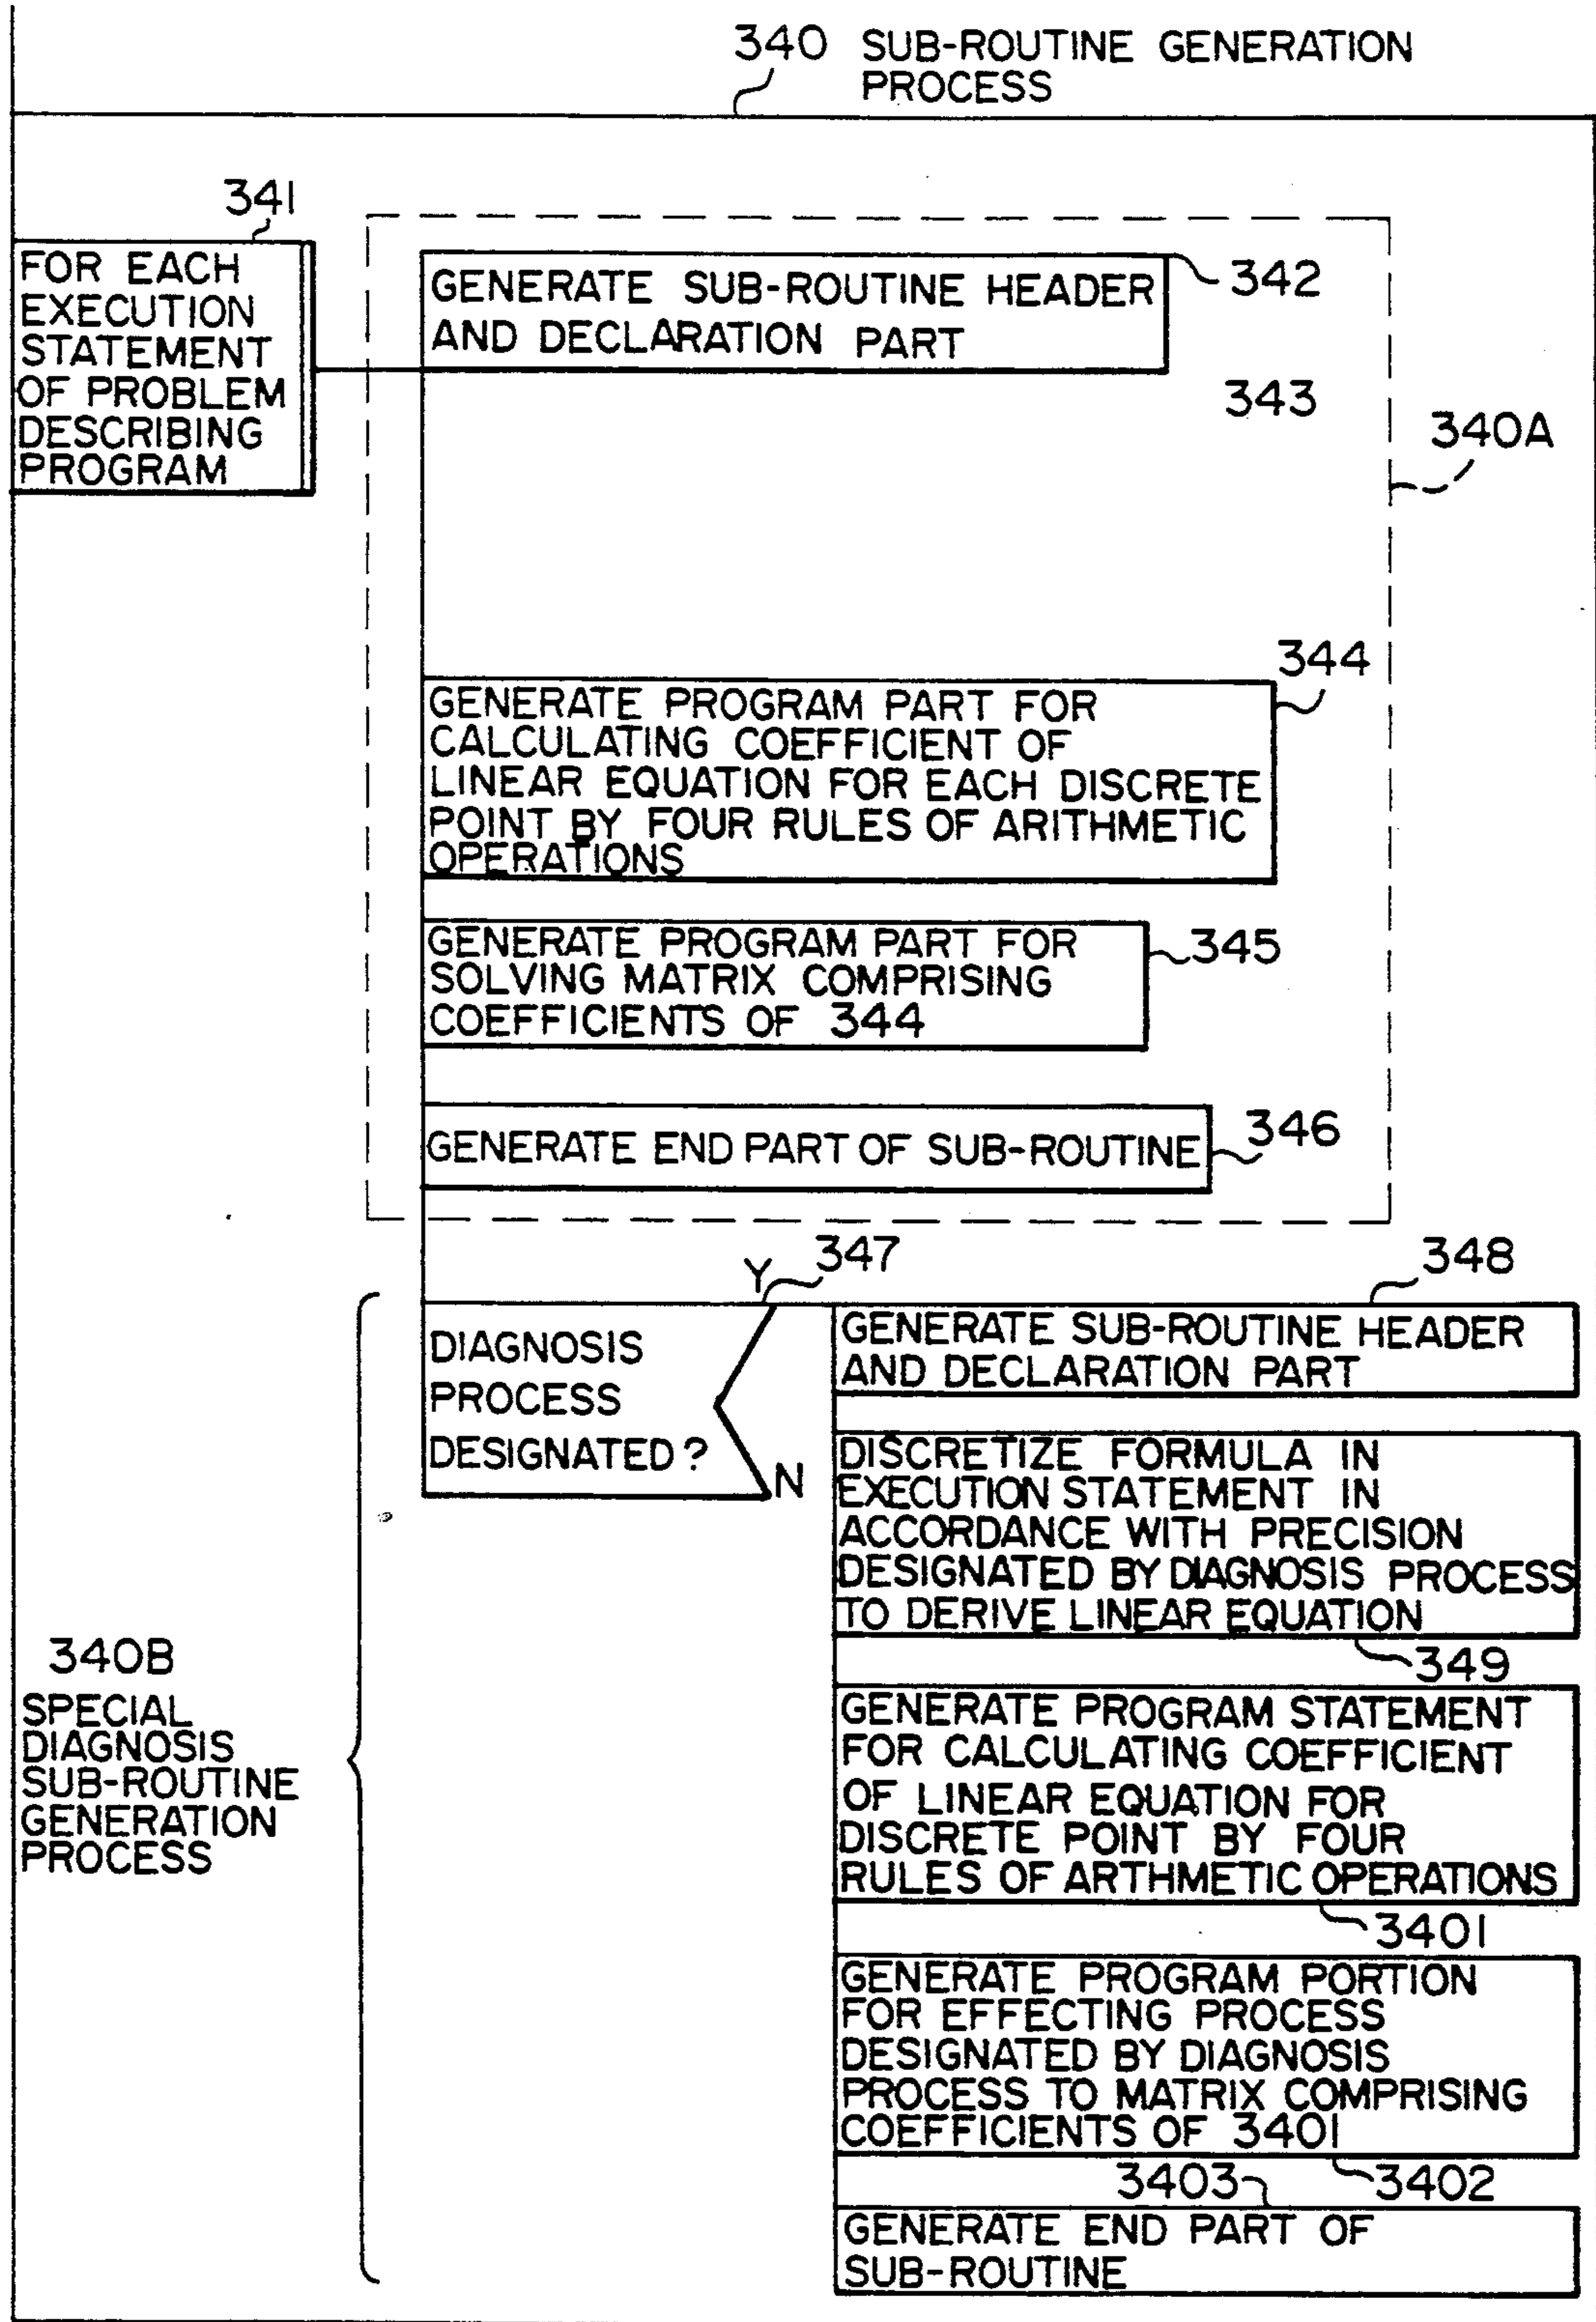 340 SUB-ROUTINE GENERATION
PROCESS
341
FOR EACH
EXECUTION
STATEMENT
OF PROBLEM
DESCRIBING
PROGRAM
GENERATE SUB-ROUTINE HEADER
AND DECLARATION PART
342
343
340A
344
GENERATE PROGRAM PART FOR
CALCULATING COEFFICIENT OF
LINEAR EQUATION FOR EACH DISCRETE
POINT BY FOUR RULES OF ARITHMETIC
OPERATIONS
GENERATE PROGRAM PART FOR
SOLVING MATRIX COMPRISING
COEFFICIENTS OF 344
345
GENERATE END PART OF SUB-ROUTINE
346
Y
347
348
DIAGNOSIS
PROCESS
DESIGNATED?
N
GENERATE SUB-ROUTINE HEADER
AND DECLARATION PART
DISCRETIZE FORMULA IN
EXECUTION STATEMENT IN
ACCORDANCE WITH PRECISION
DESIGNATED BY DIAGNOSIS PROCESS
TO DERIVE LINEAR EQUATION
349
340B
SPECIAL
DIAGNOSIS
SUB-ROUTINE
GENERATION
PROCESS
GENERATE PROGRAM STATEMENT
FOR CALCULATING COEFFICIENT
OF LINEAR EQUATION FOR
DISCRETE POINT BY FOUR
RULES OF ARTHMETIC OPERATIONS
3401
GENERATE PROGRAM PORTION
FOR EFFECTING PROCESS
DESIGNATED BY DIAGNOSIS
PROCESS TO MATRIX COMPRISING
COEFFICIENTS OF 3401
3402
3403
GENERATE END PART OF
SUB-ROUTINE